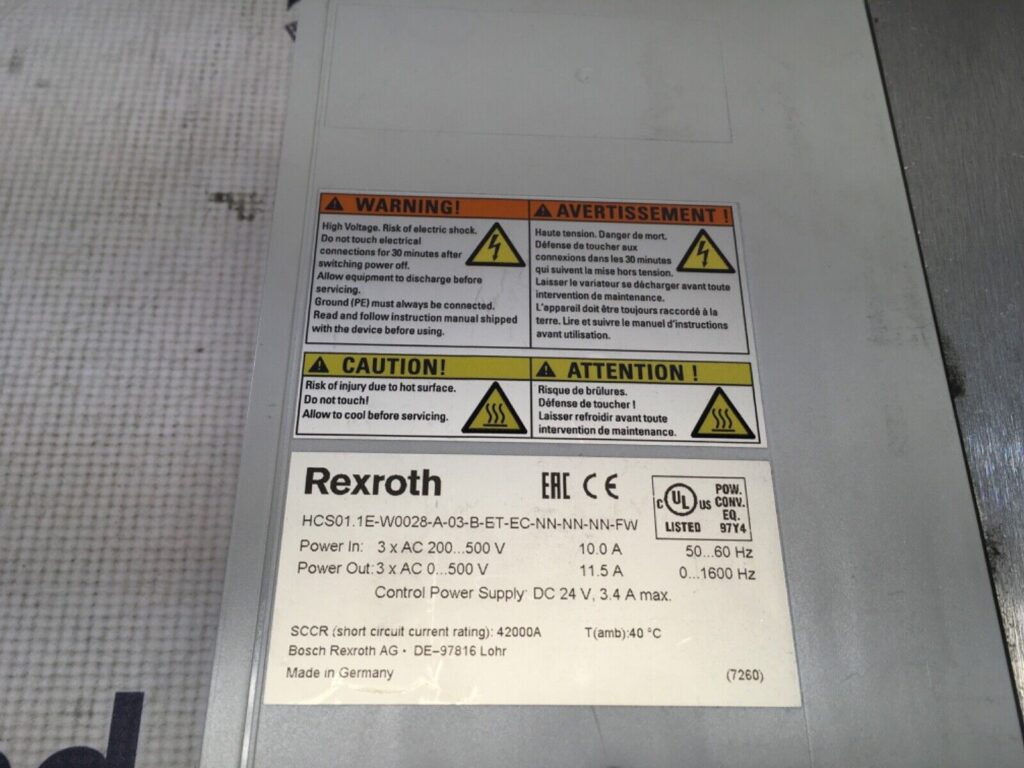 WARNING!
High Voltage. Risk of electric shock.
Do not touch electrical
connections for 30 minutes after
switching power off.
Allow equipment to discharge before
servicing.
Ground (PE) must always be connected.
Read and follow instruction manual shipped
with the device before using.
AVERTISSEMENT !
Haute tension. Danger de mort.
Défense de toucher aux
connexions dans les 30 minutes
qui suivent la mise hors tension.
Laisser le variateur se décharger avant toute
intervention de maintenance.
L'appareil doit être toujours raccordé à la
terre. Lire et suivre le manuel d'instructions
avant utilisation.
CAUTION!
Risk of injury due to hot surface.
Do not touch!
Allow to cool before servicing.
ATTENTION !
Risque de brûlures.
Défense de toucher !
Laisser refroidir avant toute
intervention de maintenance.
Rexroth EAC CE
C UL US LISTED
POW.
CONV.
EQ.
97Y4
HCS01.1E-W0028-A-03-B-ET-EC-NN-NN-NN-FW
Power In: 3 x AC 200...500 V 10.0 A 50...60 Hz
Power Out: 3 x AC 0...500 V 11.5 A 0...1600 Hz
Control Power Supply: DC 24 V, 3.4 A max.
SCCR (short circuit current rating): 42000A T(amb):40 °C
Bosch Rexroth AG • DE-97816 Lohr
Made in Germany (7260)